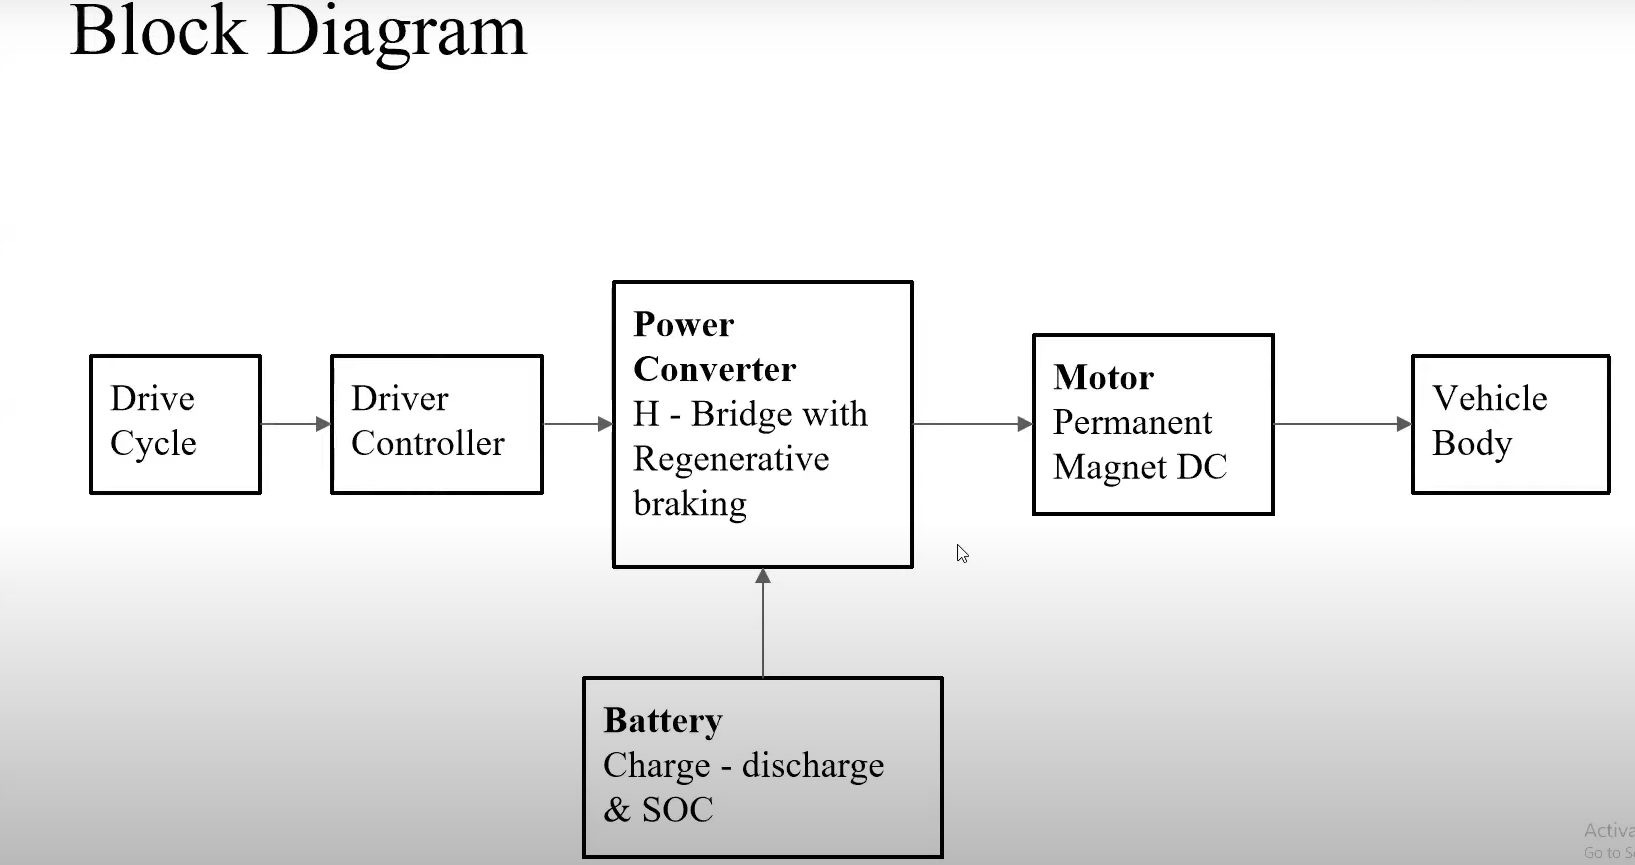 Block Diagram
Drive
Cycle
Driver
Controller
Power
Converter
H - Bridge with
Regenerative
braking
Motor
Permanent
Magnet DC
Vehicle
Body
Battery
Charge - discharge
& SOC
Activa
Go to S